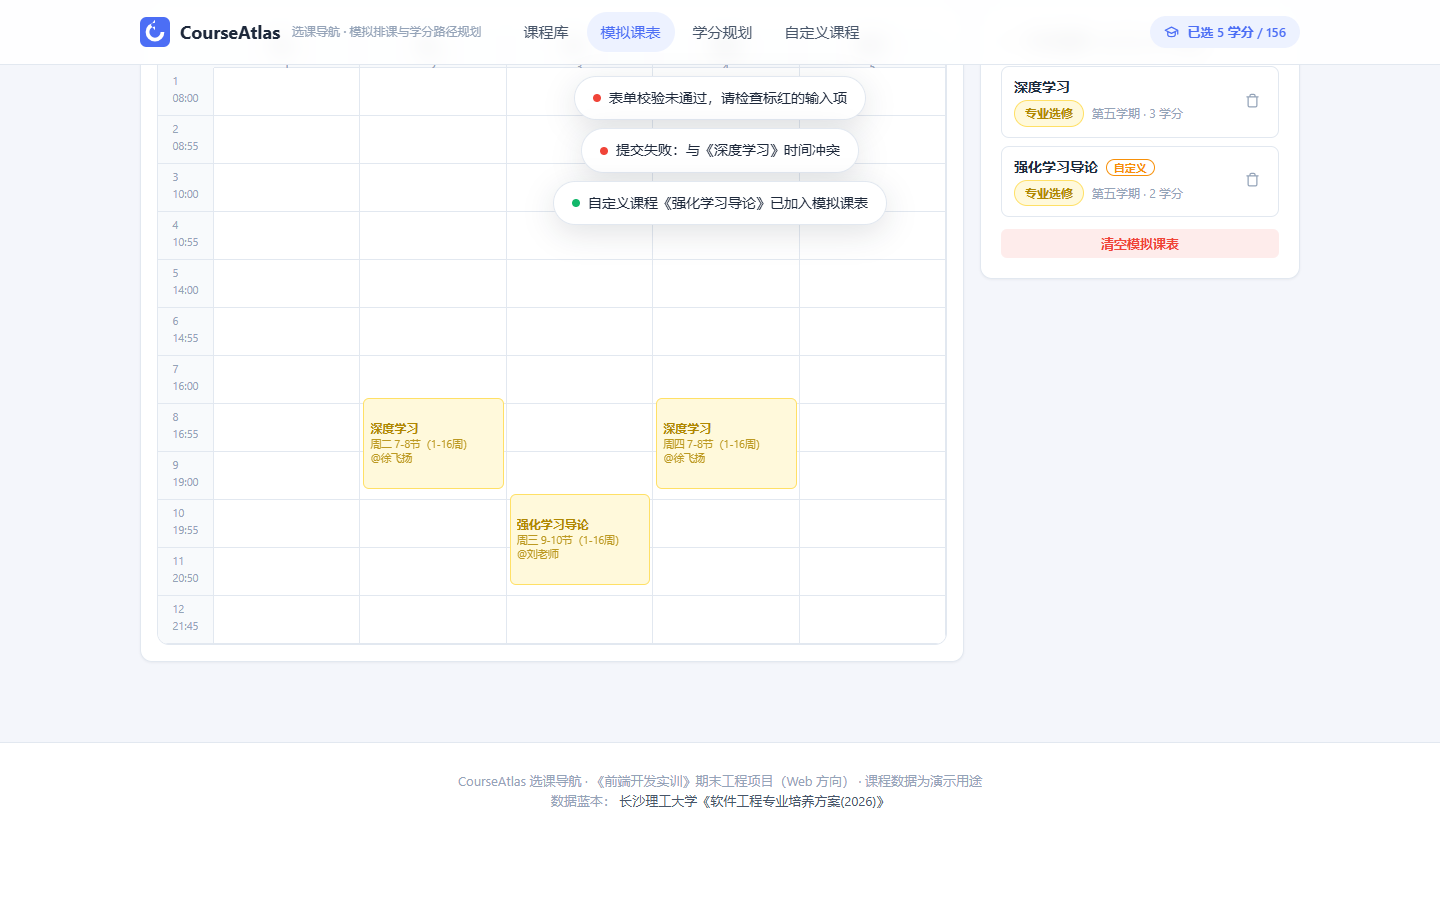 CourseAtlas 选课导航 · 模拟排课与学分路径规划 课程库 模拟课表 学分规划 自定义课程 已选 5 学分 / 156
表单校验未通过，请检查标红的输入项
提交失败：与《深度学习》时间冲突
自定义课程《强化学习导论》已加入模拟课表
1
08:00
2
08:55
3
10:00
4
10:55
5
14:00
6
14:55
7
16:00
8
16:55
9
19:00
10
19:55
11
20:50
12
21:45
深度学习
周二 7-8节（1-16周）
@徐飞扬
深度学习
周四 7-8节（1-16周）
@徐飞扬
强化学习导论
周三 9-10节（1-16周）
@刘老师
深度学习
专业选修 第五学期 · 3 学分
强化学习导论 自定义
专业选修 第五学期 · 2 学分
清空模拟课表
CourseAtlas 选课导航 · 《前端开发实训》期末工程项目（Web 方向） · 课程数据为演示用途
数据蓝本： 长沙理工大学《软件工程专业培养方案(2026)》